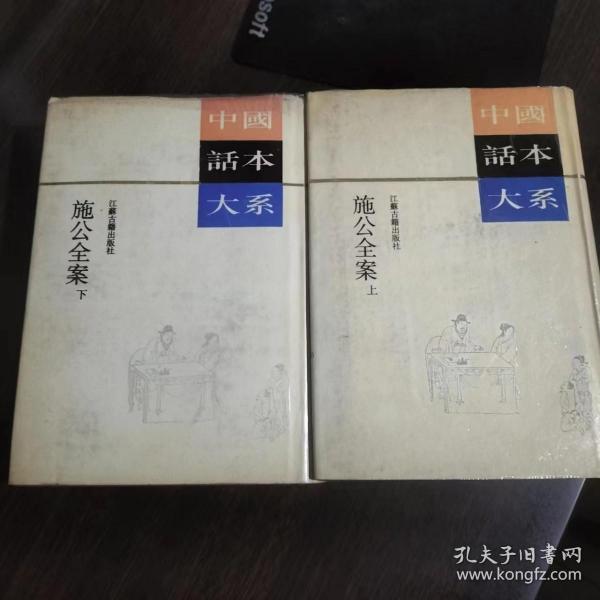 osoft
中國
話本
大系
江蘇古籍出版社
施公全案 下
中國
話本
大系
江蘇古籍出版社
施公全案 上
孔夫子旧书网
www.kongfz.com